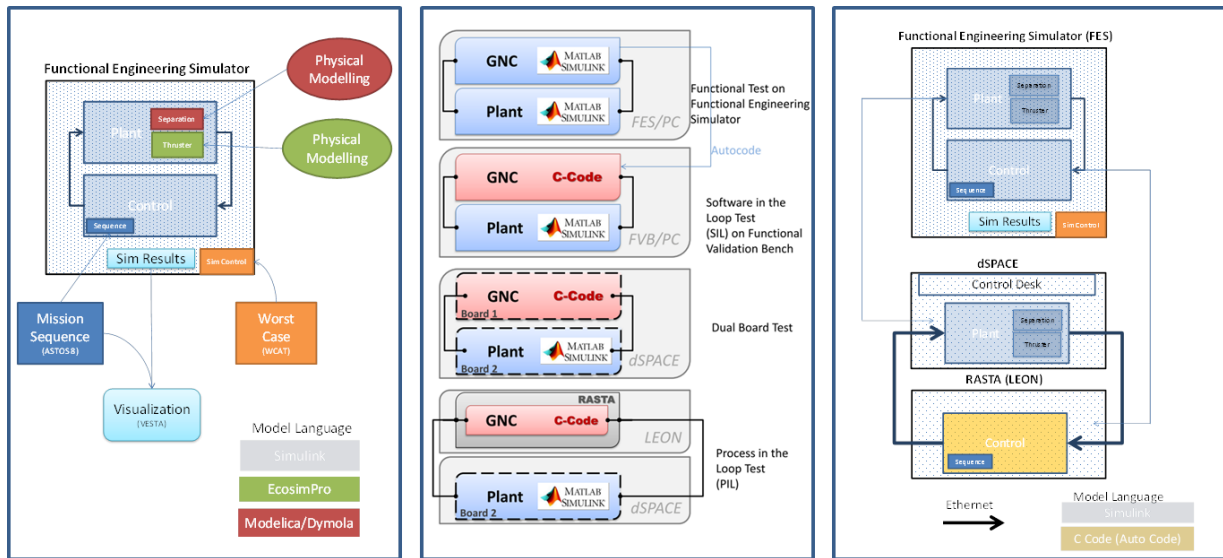 Functional Engineering Simulator
Physical
Modelling
Physical
Modelling
Plant
Separation
Thruster
Control
Sequence
Sim Results
Sim Control
Mission
Sequence
(ASTOS8)
Worst
Case
(WCAT)
Visualization
(VESTA)
Model Language
Simulink
EcosimPro
Modelica/Dymola
GNC
MATLAB
SIMULINK
Plant
MATLAB
SIMULINK
FES/PC
Functional Test on
Functional Engineering
Simulator
Autocode
GNC C-Code
Plant
MATLAB
SIMULINK
FVB/PC
Software in the
Loop Test
(SIL) on Functional
Validation Bench
GNC C-Code
Board 1
Plant
MATLAB
SIMULINK
Board 2
dSPACE
Dual Board Test
RASTA
GNC C-Code
LEON
Plant
MATLAB
SIMULINK
Board 2
dSPACE
Process in the
Loop Test
(PIL)
Functional Engineering Simulator (FES)
Plant
Separation
Thruster
Control
Sequence
Sim Results
Sim Control
dSPACE
Control Desk
Plant
Separation
Thruster
RASTA (LEON)
Control
Sequence
Ethernet
Model Language
Simulink
C Code (Auto Code)